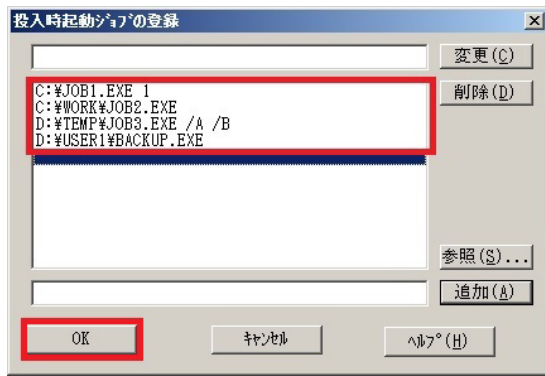 投入時起動ｼﾞｮﾌﾞの登録
変更(C)
C:¥JOB1.EXE 1
C:¥WORK¥JOB2.EXE
D:¥TEMP¥JOB3.EXE /A /B
D:¥USER1¥BACKUP.EXE
削除(D)
参照(S)...
追加(A)
OK
ｷｬﾝｾﾙ
ﾍﾙﾌﾟ(H)